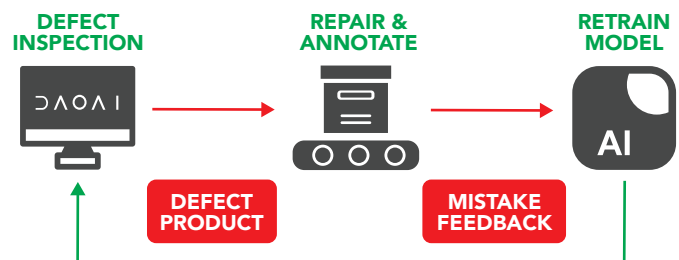 DEFECT
INSPECTION
REPAIR &
ANNOTATE
RETRAIN
MODEL
DAOAI
AI
DEFECT
PRODUCT
MISTAKE
FEEDBACK